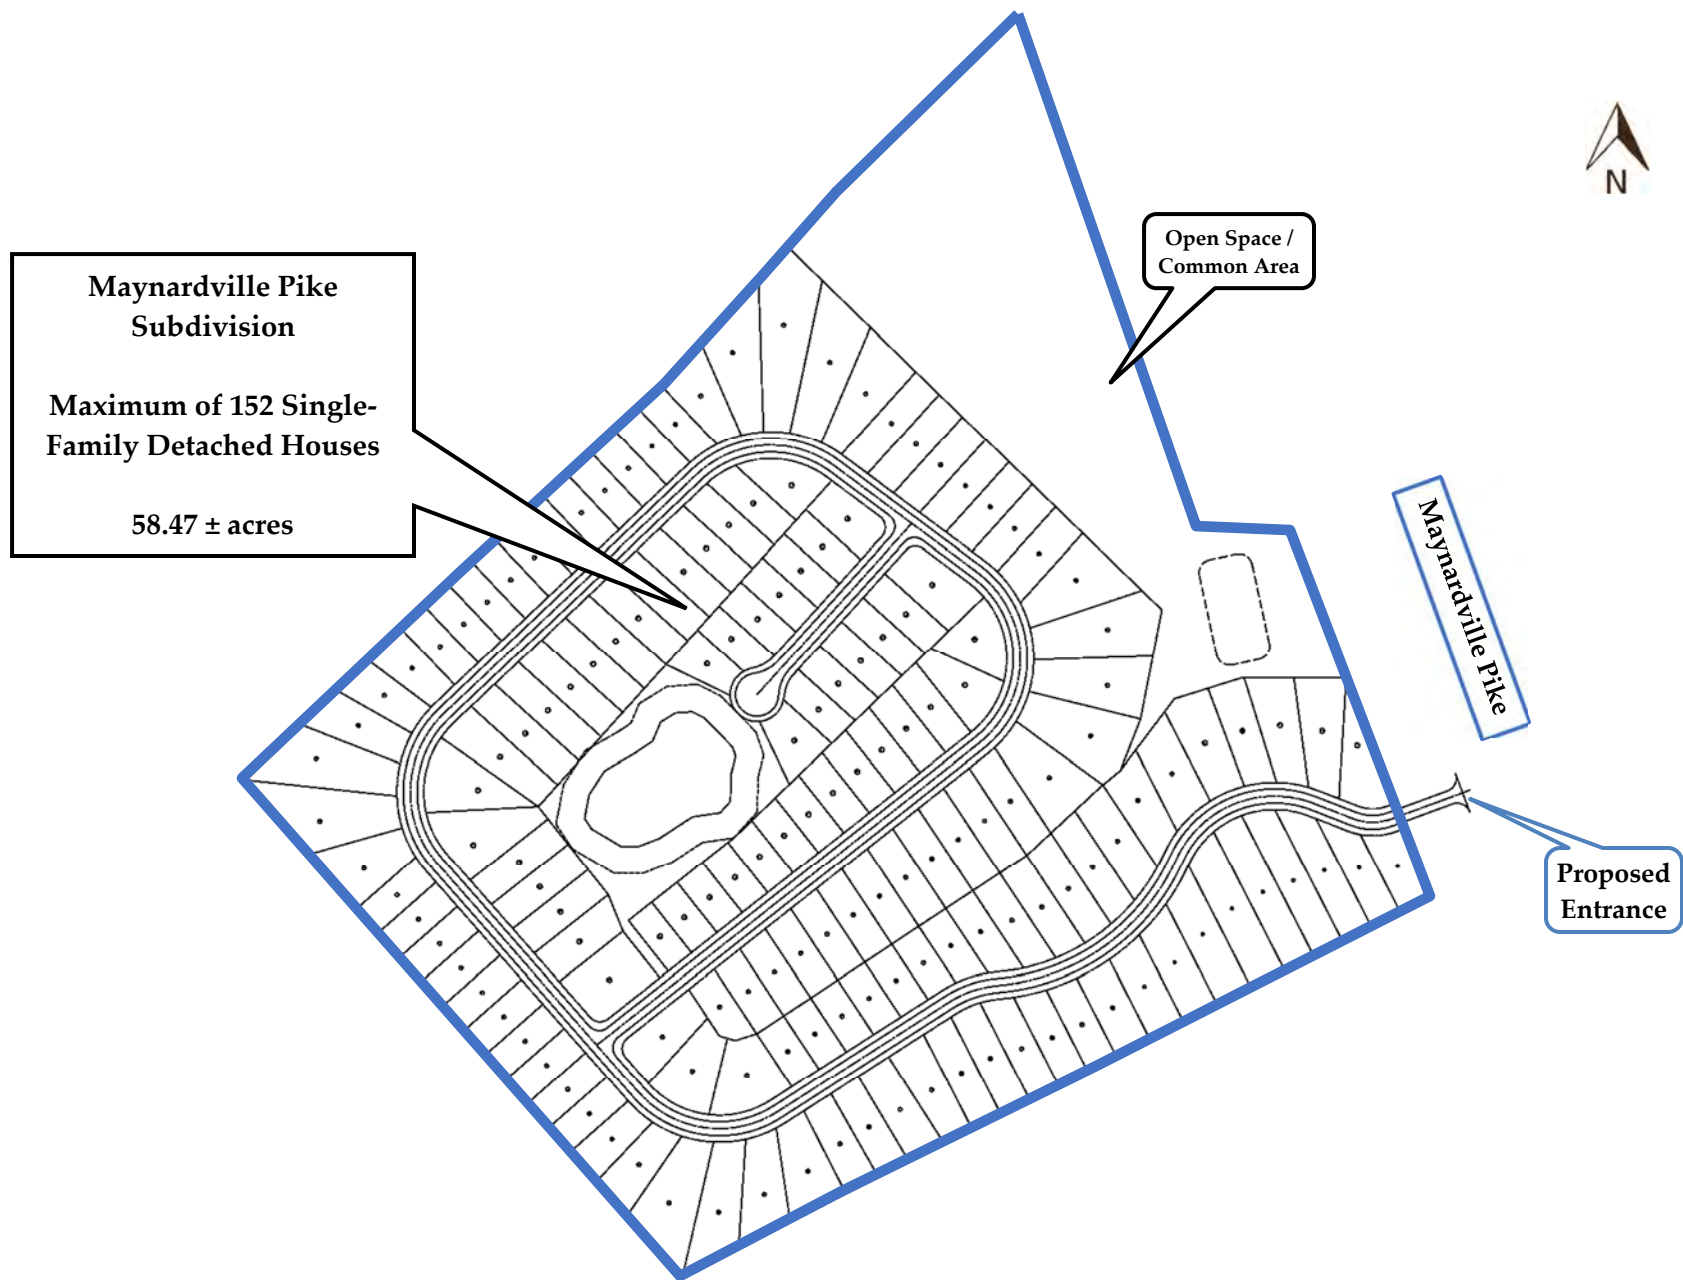 N
Open Space /
Common Area
Maynardville Pike
Subdivision
Maximum of 152 Single-
Family Detached Houses
58.47 ± acres
Maynardville Pike
Proposed
Entrance